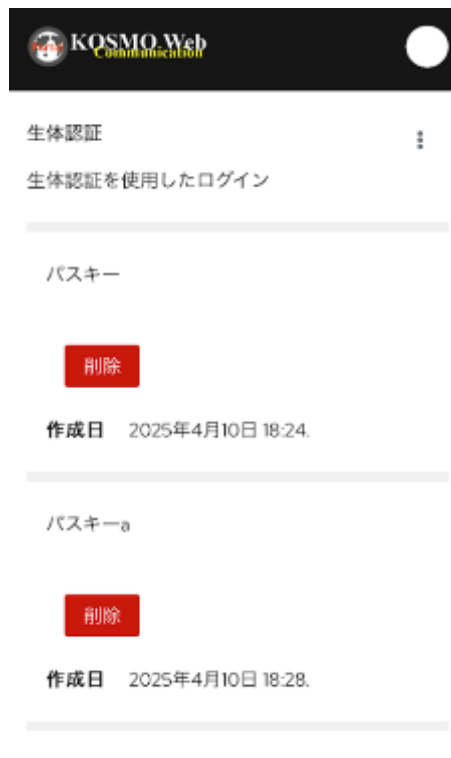 KOSMO Web
Communication
生体認証
生体認証を使用したログイン
パスキー
削除
作成日 2025年4月10日 18:24.
パスキーa
削除
作成日 2025年4月10日 18:28.